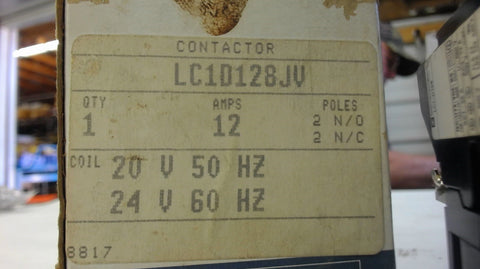 CONTACTOR
LC1D128JV
QTY AMPS POLES
1 12 2 N/O
2 N/C
COIL 20 V 50 HZ
24 V 60 HZ
8817